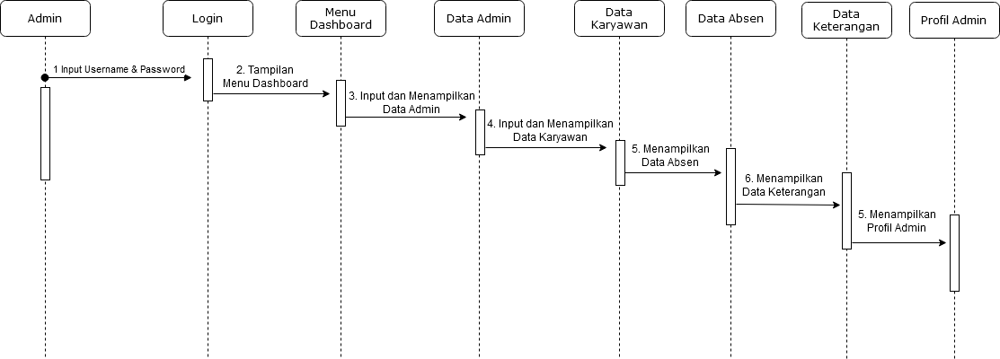 Admin
Login
Menu
Dashboard
Data Admin
Data
Karyawan
Data Absen
Data
Keterangan
Profil Admin
1 Input Username & Password
2. Tampilan
Menu Dashboard
3. Input dan Menampilkan
Data Admin
4. Input dan Menampilkan
Data Karyawan
5. Menampilkan
Data Absen
6. Menampilkan
Data Keterangan
5. Menampilkan
Profil Admin